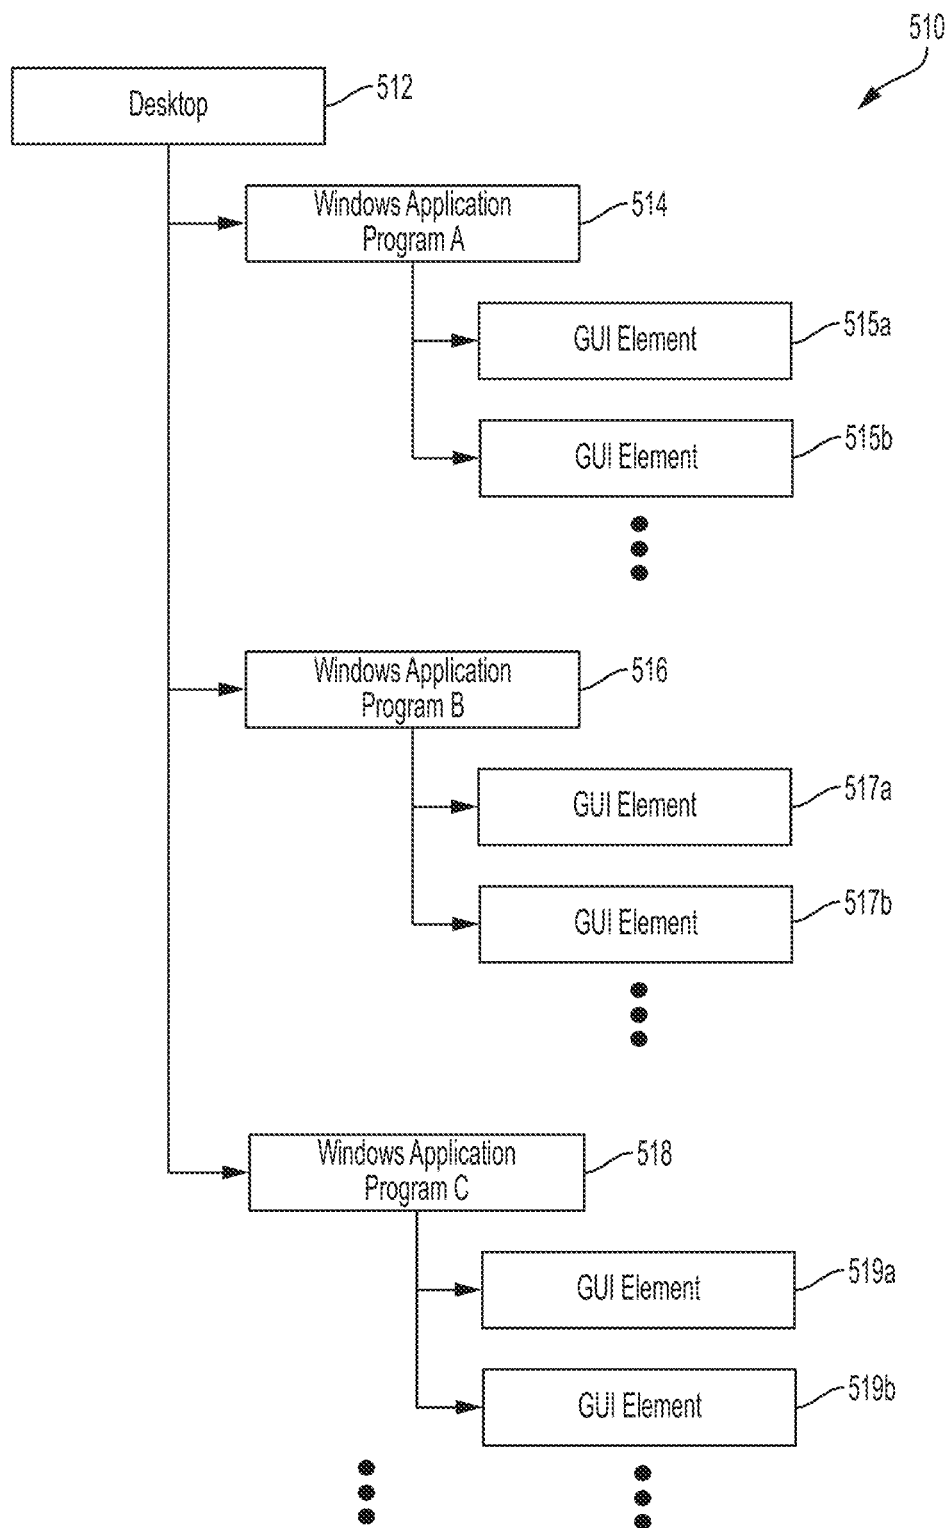 510
Desktop
512
Windows Application
Program A
514
GUI Element
515a
GUI Element
515b
Windows Application
Program B
516
GUI Element
517a
GUI Element
517b
Windows Application
Program C
518
GUI Element
519a
GUI Element
519b